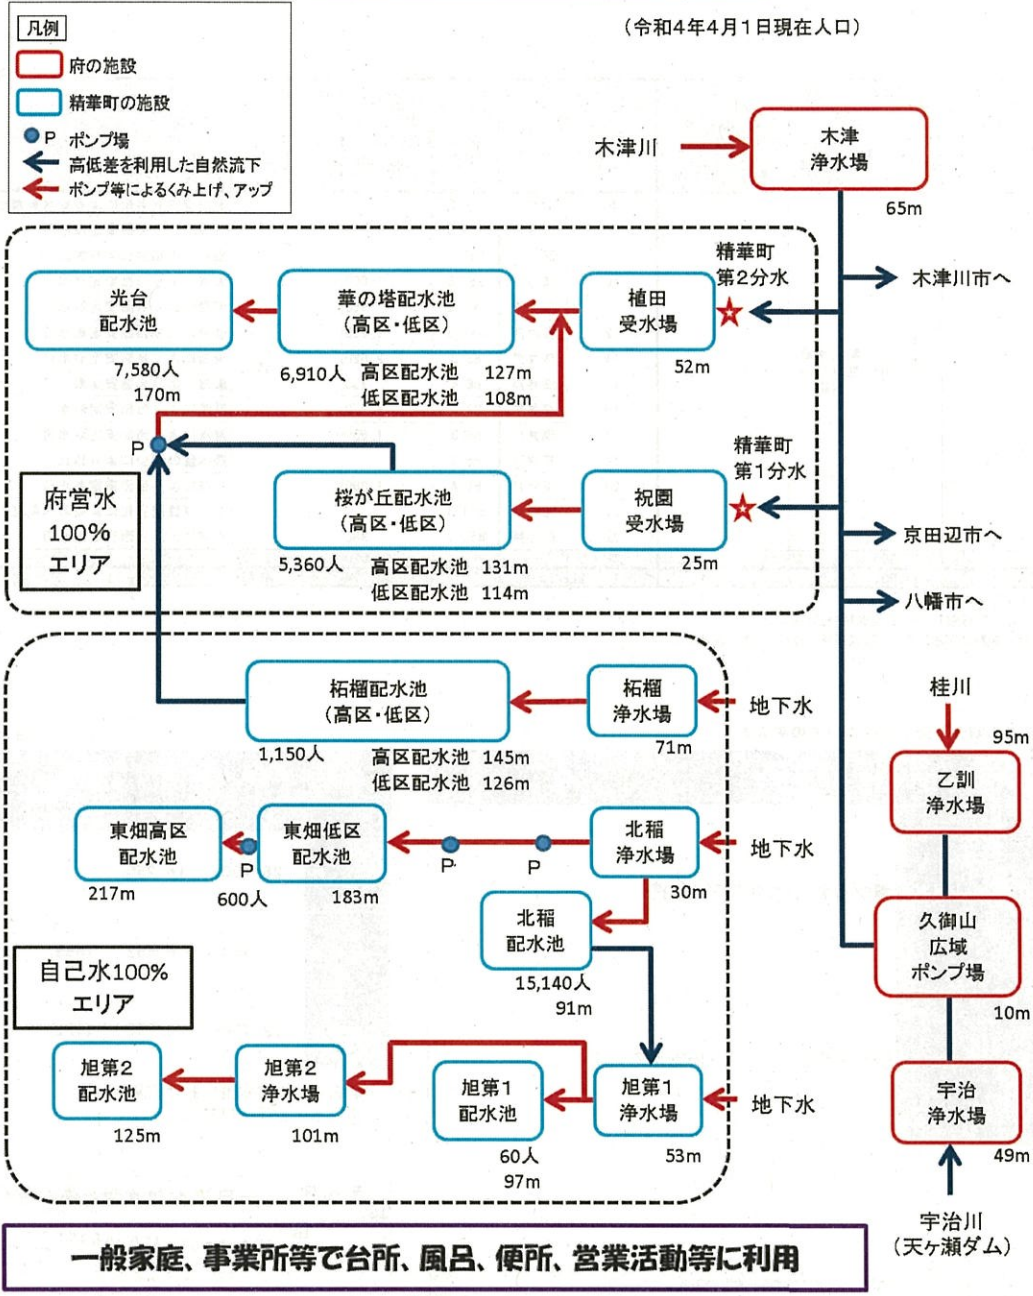 凡例
府の施設
精華町の施設
P ポンプ場
高低差を利用した自然流下
ポンプ等によるくみ上げ、アップ
（令和4年4月1日現在人口）
木津川
木津
浄水場
65m
木津川市へ
精華町
第2分水
光台
配水池
7,580人
170m
華の塔配水池
（高区・低区）
6,910人 高区配水池 127m
低区配水池 108m
植田
受水場
52m
P
府営水
100%
エリア
精華町
第1分水
桜が丘配水池
（高区・低区）
5,360人 高区配水池 131m
低区配水池 114m
祝園
受水場
25m
京田辺市へ
八幡市へ
柘榴配水池
（高区・低区）
1,150人 高区配水池 145m
低区配水池 126m
柘榴
浄水場
71m
地下水
桂川
95m
乙訓
浄水場
東畑高区
配水池
217m
P
600人
東畑低区
配水池
183m
P
P
北稲
浄水場
30m
地下水
北稲
配水池
15,140人
91m
久御山
広域
ポンプ場
10m
自己水100%
エリア
旭第2
配水池
125m
旭第2
浄水場
101m
旭第1
配水池
60人
97m
旭第1
浄水場
53m
地下水
宇治
浄水場
49m
宇治川
（天ヶ瀬ダム）
一般家庭、事業所等で台所、風呂、便所、営業活動等に利用